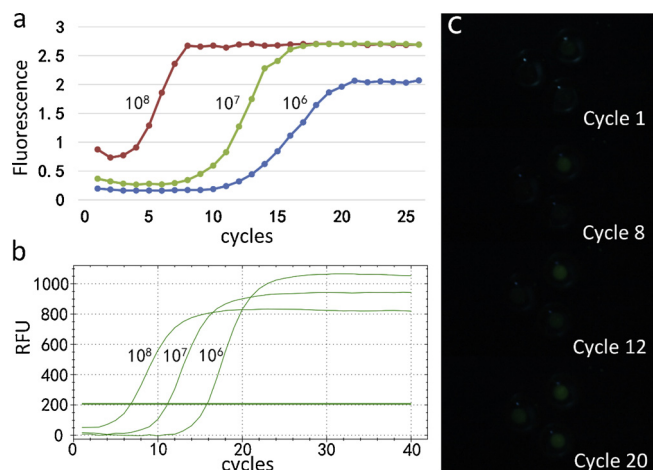 a
3
2.5
2
1.5
1
0.5
0
Fluorescence
10⁸
10⁷
10⁶
0 5 10 15 20 25
cycles
b
1000
800
600
400
200
0
RFU
10⁸ 10⁷ 10⁶
0 10 20 30 40
cycles
C
Cycle 1
Cycle 8
Cycle 12
Cycle 20